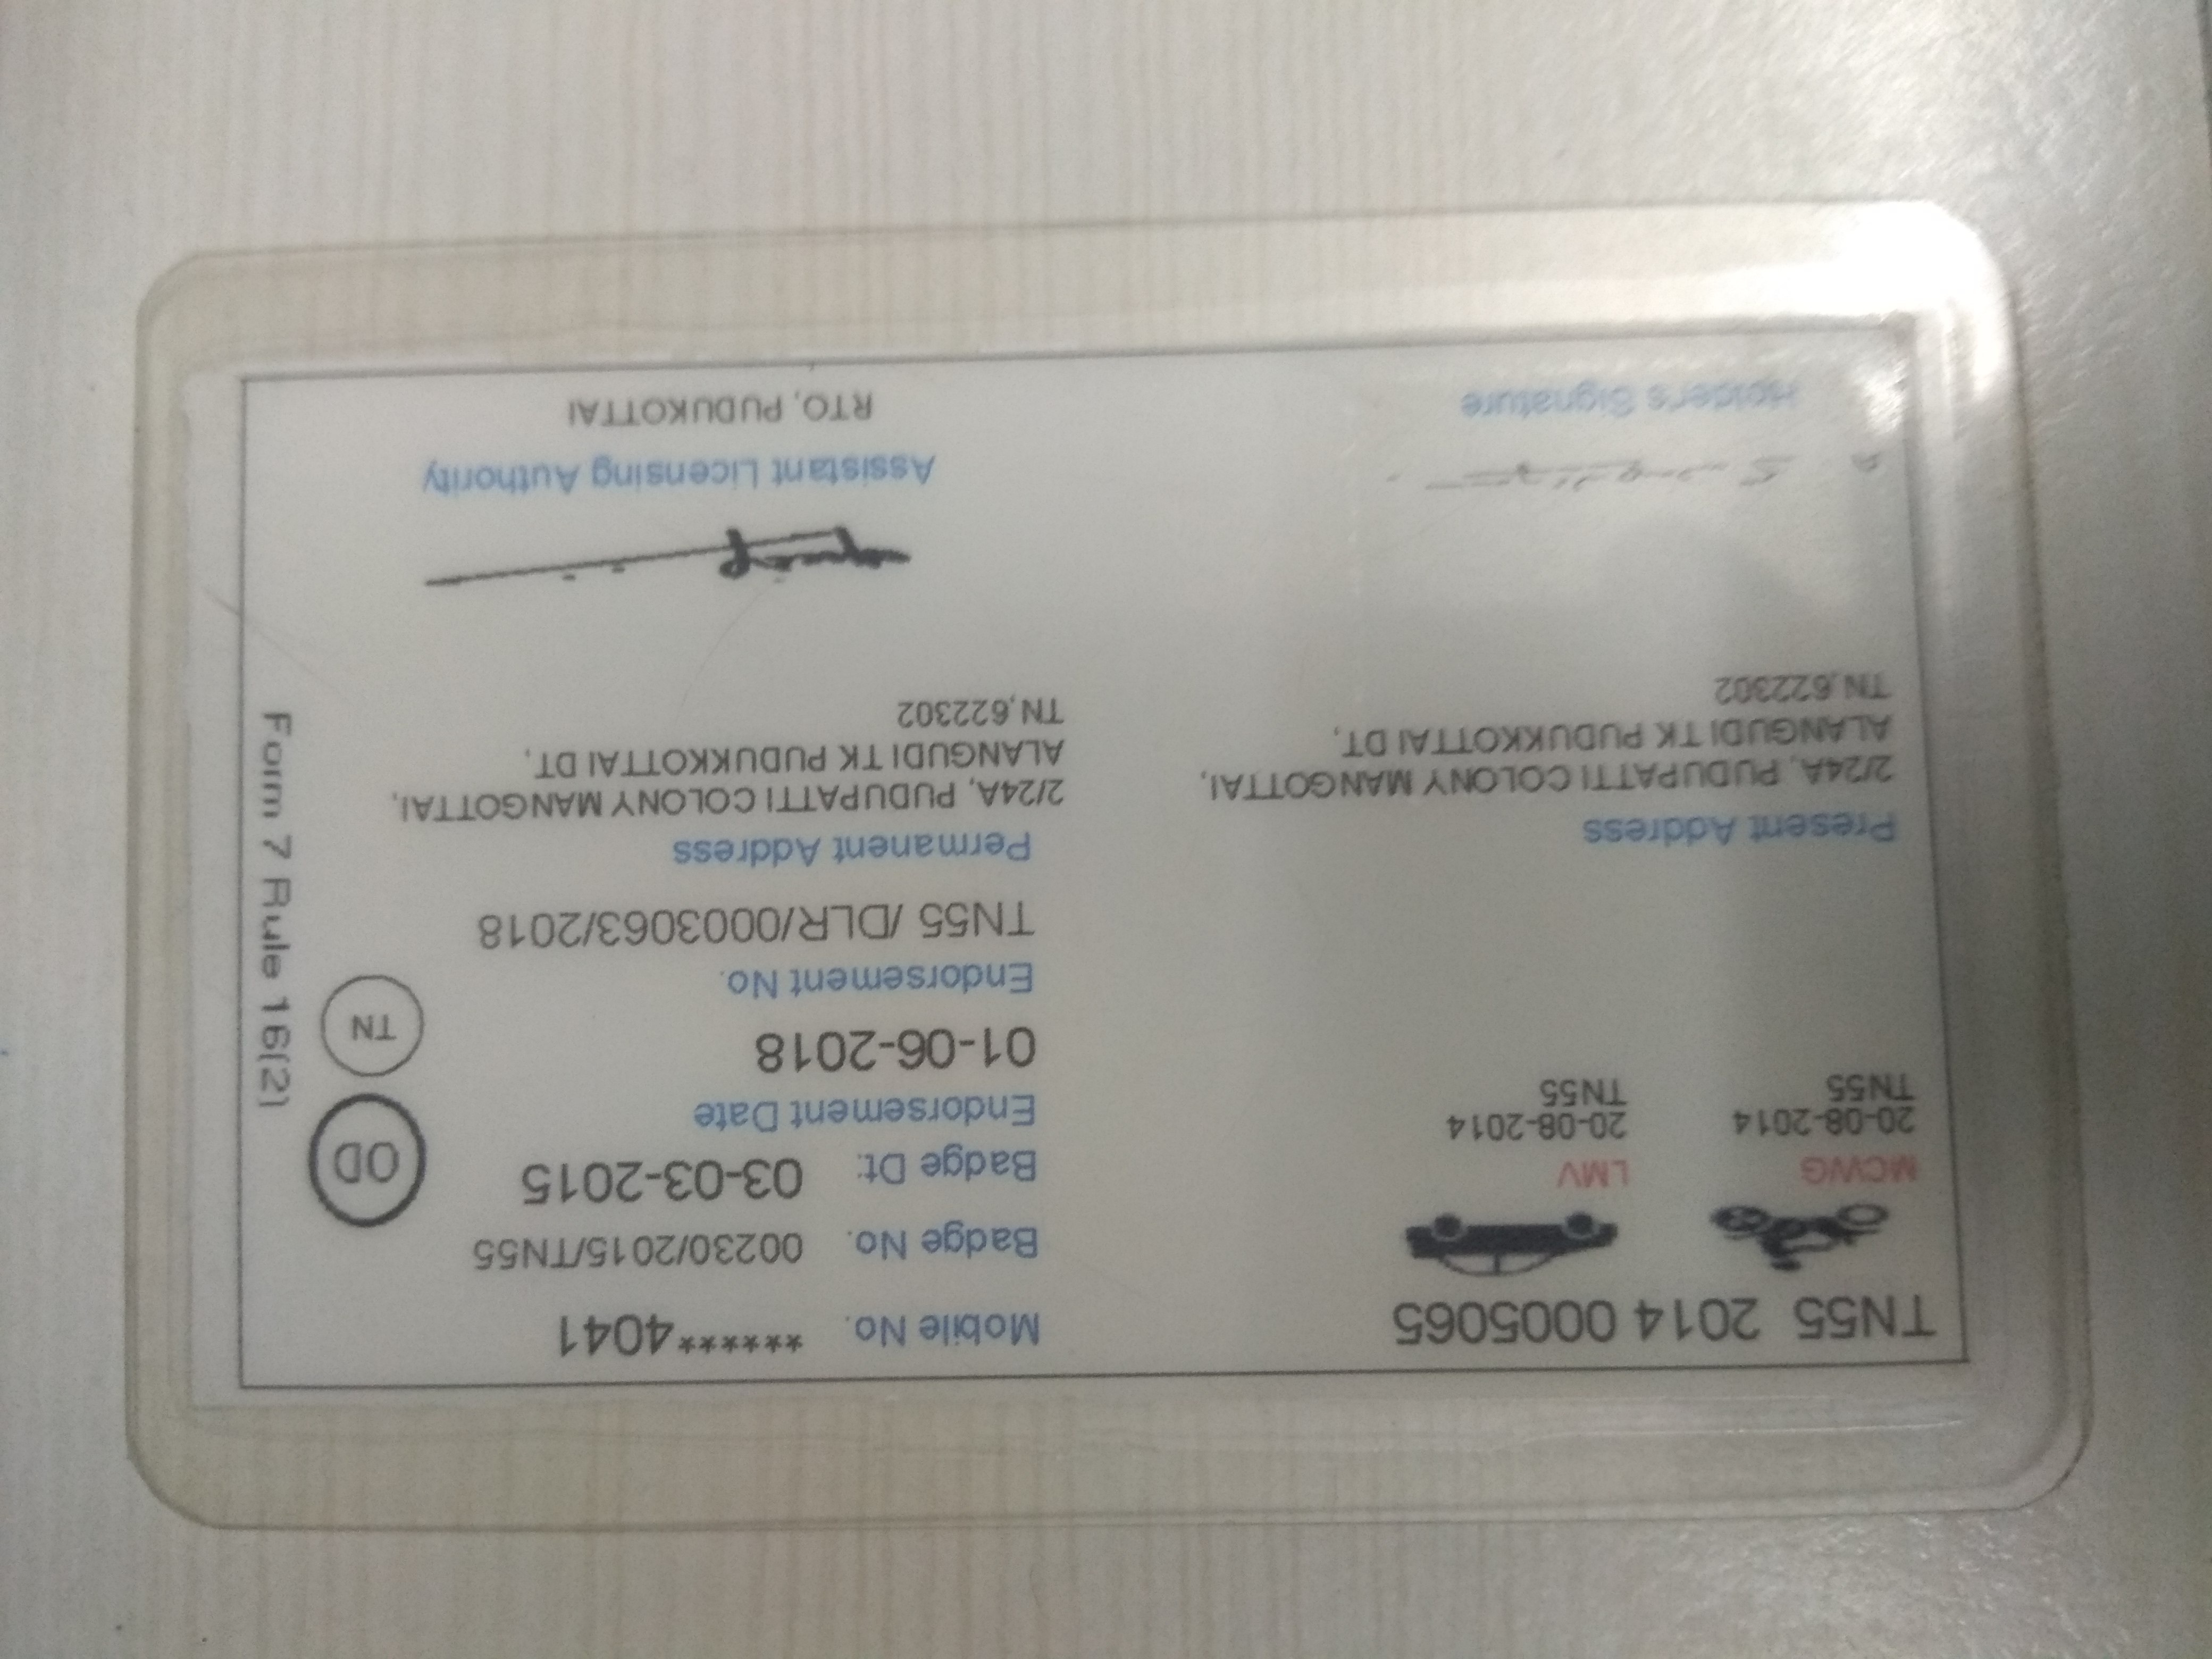 TN55 2014 0005065
MCWG
20-08-2014
TN55
LMV
20-08-2014
TN55
Present Address
2/24A, PUDUPATTI COLONY MANGOTTAI,
ALANGUDI TK PUDUKKOTTAI DT,
TN,622302
Holder's Signature
Mobile No. ******4041
Badge No. 00230/2015/TN55
Badge Dt: 03-03-2015
Endorsement Date
01-06-2018
Endorsement No.
TN55 /DLR/0003063/2018
Permanent Address
2/24A, PUDUPATTI COLONY MANGOTTAI,
ALANGUDI TK PUDUKKOTTAI DT,
TN,622302
Assistant Licensing Authority
RTO, PUDUKOTTAI
OD
TN
Form 7 Rule 16(2)